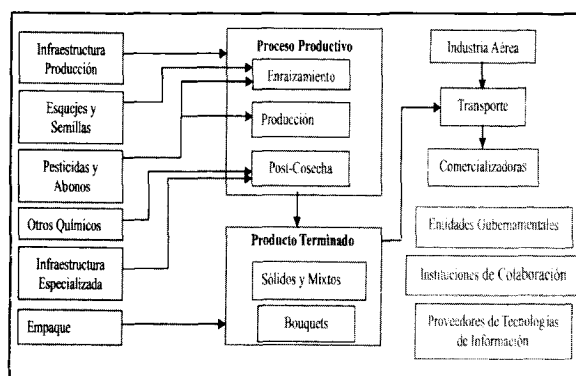 Infraestructura
Producción
Esquejes y
Semillas
Pesticidas y
Abonos
Otros Químicos
Infraestructura
Especializada
Empaque
Proceso Productivo
Enraizamiento
Producción
Post-Cosecha
Producto Terminado
Sólidos y Mixtos
Bouquets
Industria Aérea
Transporte
Comercializadoras
Entidades Gubernamentales
Instituciones de Colaboración
Proveedores de Tecnologías
de Información